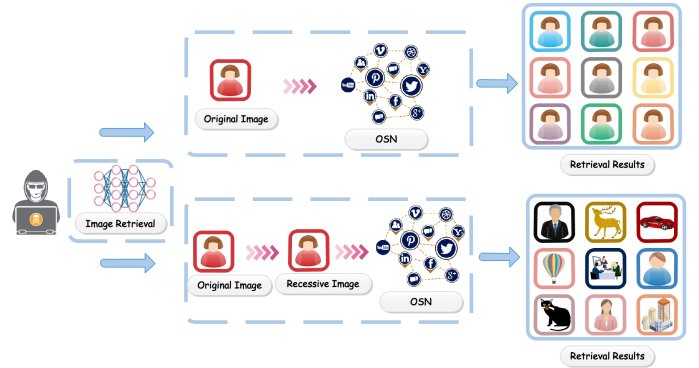 Original Image
OSN
Retrieval Results
Image Retrieval
Original Image
Recessive Image
OSN
Retrieval Results